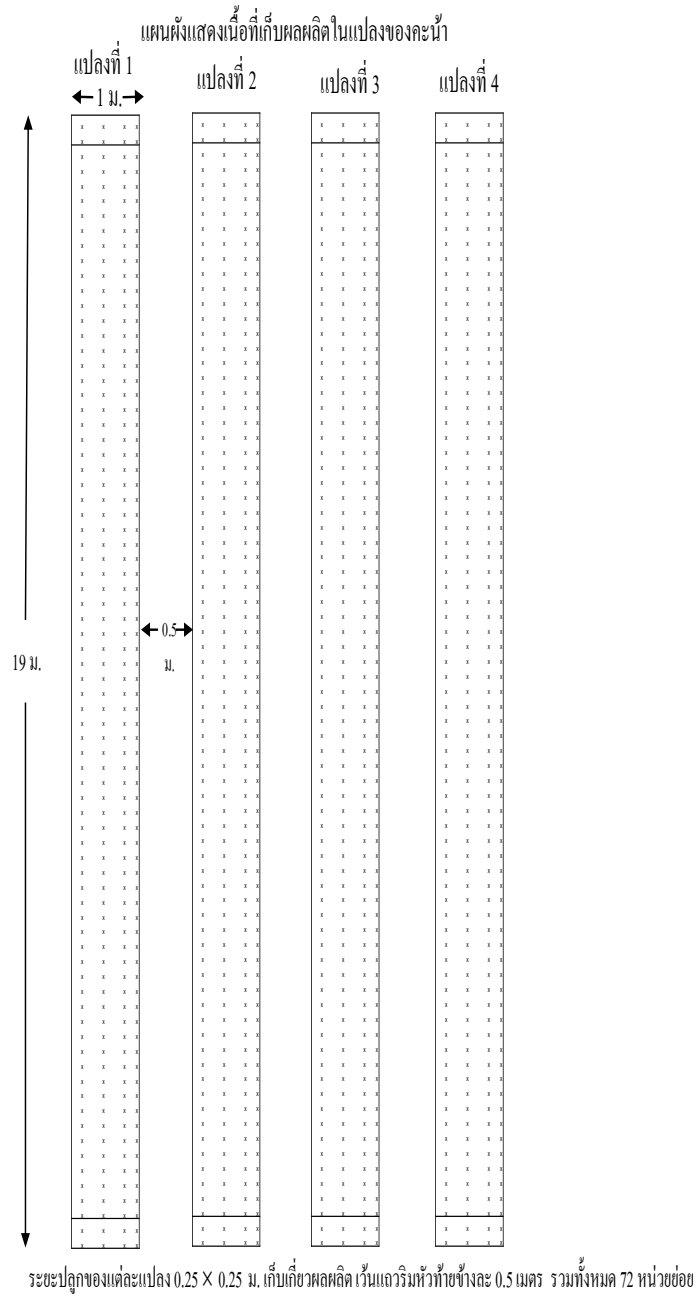 แผนผังแสดงเนื้อที่เก็บผลผลิตในแปลงของคะน้า
แปลงที่ 1
แปลงที่ 2
แปลงที่ 3
แปลงที่ 4
1 ม.
0.5
ม.
19 ม.
ระยะปลูกของแต่ละแปลง 0.25 × 0.25 ม. เก็บเกี่ยวผลผลิต เว้นแถวริมหัวท้ายข้างละ 0.5 เมตร รวมทั้งหมด 72 หน่วยย่อย